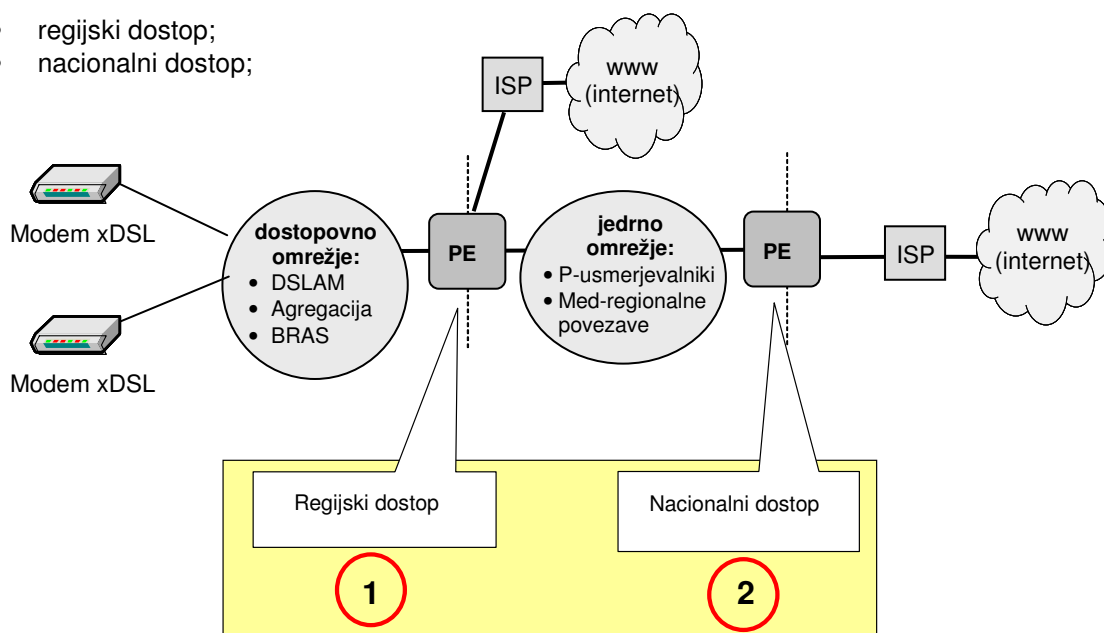 • regijski dostop;
• nacionalni dostop;
ISP
www
(internet)
Modem xDSL
dostopovno
omrežje:
• DSLAM
• Agregacija
• BRAS
PE
jedrno
omrežje:
• P-usmerjevalniki
• Med-regionalne
povezave
PE
ISP
www
(internet)
Modem xDSL
Regijski dostop
Nacionalni dostop
1
2